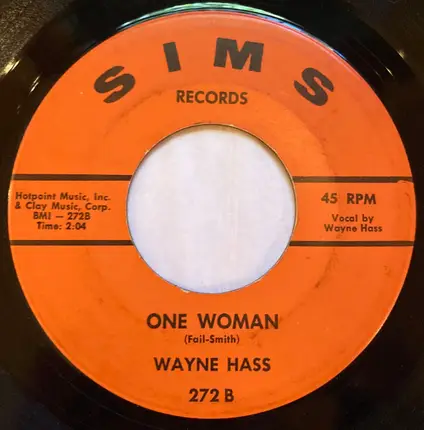 SIMS
RECORDS
Hotpoint Music, Inc.
& Clay Music, Corp.
BMI — 272B
Time: 2:04
45 RPM
Vocal by
Wayne Hass
ONE WOMAN
(Fail-Smith)
WAYNE HASS
272 B